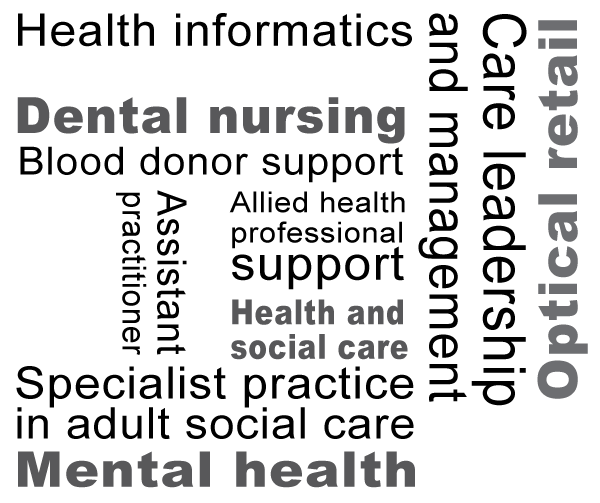 Health informatics
Dental nursing
Blood donor support
Assistant
practitioner
Allied health
professional
support
Health and
social care
Specialist practice
in adult social care
Mental health
Care leadership
and management
Optical retail